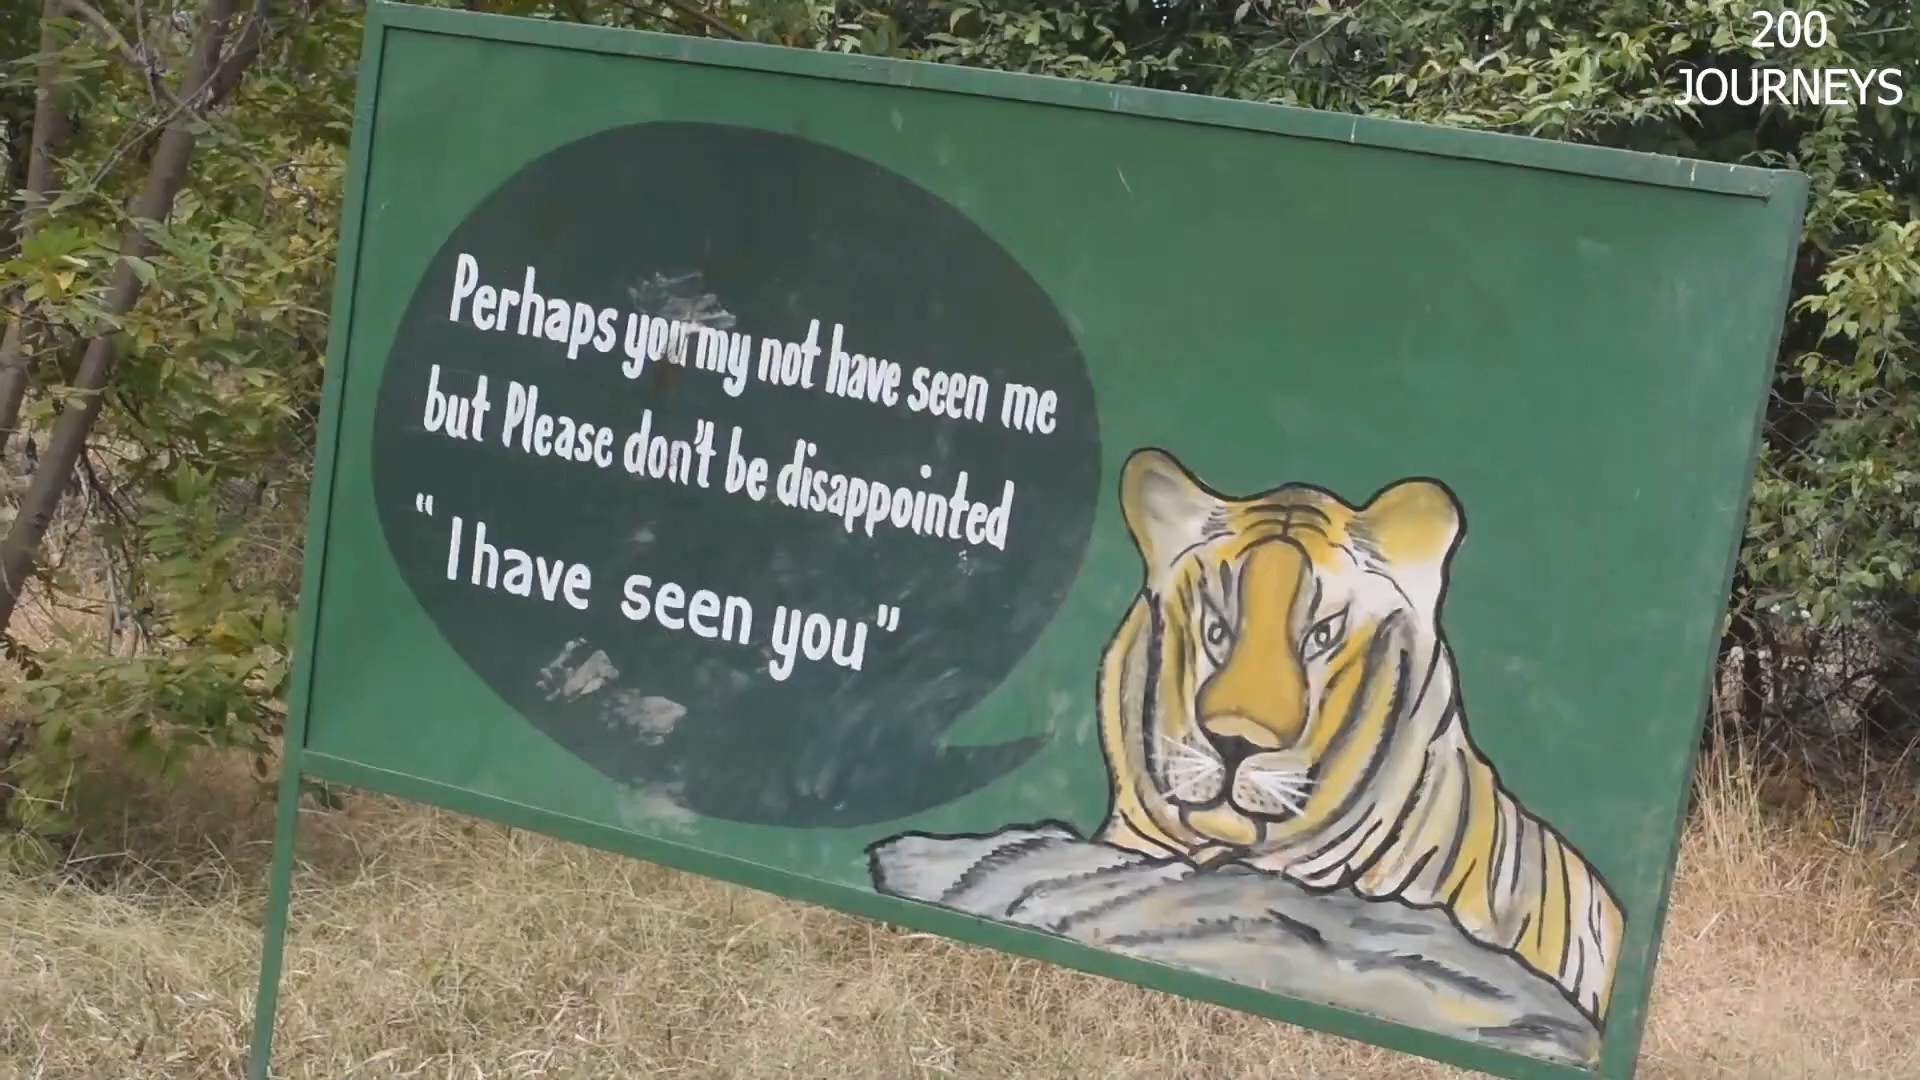 200
JOURNEYS
Perhaps you my not have seen me
but Please don't be disappointed
“ I have seen you”